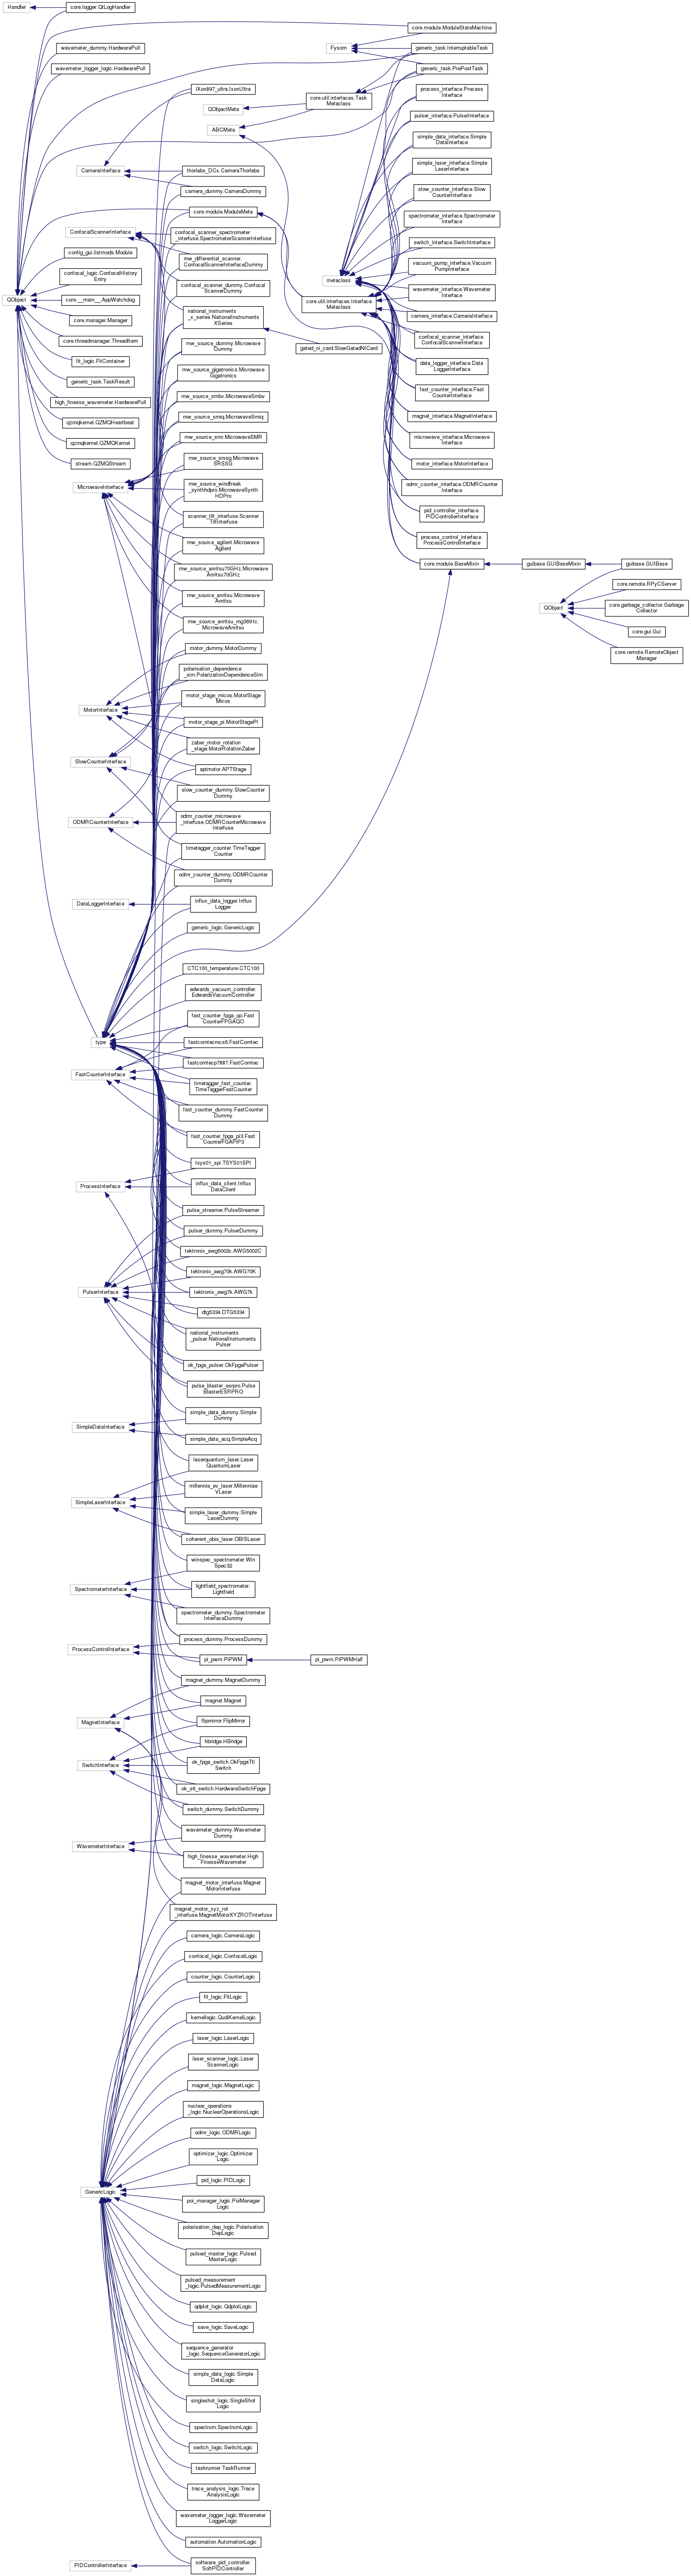 Handler
core.logger.QtLogHandler
core.module.ModuleStateMachine
wavemeter_dummy.HardwarePull
Fysom
generic_task.InterruptableTask
wavemeter_logger_logic.HardwarePull
generic_task.PrePostTask
iXon897_ultra.IxonUltra
QObjectMeta
core.util.interfaces.Task
Metaclass
process_interface.Process
Interface
pulser_interface.PulserInterface
ABCMeta
simple_data_interface.Simple
DataInterface
CameraInterface
thorlabs_DCx.CameraThorlabs
simple_laser_interface.Simple
LaserInterface
camera_dummy.CameraDummy
slow_counter_interface.Slow
CounterInterface
core.module.ModuleMeta
spectrometer_interface.Spectrometer
Interface
ConfocalScannerInterface
confocal_scanner_spectrometer
_interfuse.SpectrometerScannerInterfuse
switch_interface.SwitchInterface
config_gui.listmods.Module
mw_differential_scanner.
ConfocalScannerInterfaceDummy
vacuum_pump_interface.Vacuum
PumpInterface
confocal_logic.ConfocalHistory
Entry
metaclass
confocal_scanner_dummy.Confocal
ScannerDummy
wavemeter_interface.Wavemeter
Interface
QObject
core.__main__.AppWatchdog
core.util.interfaces.Interface
Metaclass
national_instruments
_x_series.NationalInstruments
XSeries
camera_interface.CameraInterface
core.manager.Manager
confocal_scanner_interface.
ConfocalScannerInterface
core.threadmanager.ThreadItem
mw_source_dummy.Microwave
Dummy
gated_ni_card.SlowGatedNICard
fit_logic.FitContainer
data_logger_interface.Data
LoggerInterface
mw_source_gigatronics.Microwave
Gigatronics
generic_task.TaskResult
fast_counter_interface.Fast
CounterInterface
high_finesse_wavemeter.HardwarePull
mw_source_smbv.MicrowaveSmbv
magnet_interface.MagnetInterface
qzmqkernel.QZMQHeartbeat
mw_source_smiq.MicrowaveSmiq
qzmqkernel.QZMQKernel
mw_source_smr.MicrowaveSMR
microwave_interface.Microwave
Interface
stream.QZMQStream
mw_source_srssg.Microwave
SRSSG
motor_interface.MotorInterface
MicrowaveInterface
mw_source_windfreak
_synthhdpro.MicrowaveSynth
HDPro
odmr_counter_interface.ODMRCounter
Interface
scanner_tilt_interfuse.Scanner
TiltInterfuse
pid_controller_interface.
PIDControllerInterface
mw_source_agilent.Microwave
Agilent
process_control_interface.
ProcessControlInterface
mw_source_anritsu70GHz.Microwave
Anritsu70GHz
core.module.BaseMixin
guibase.GUIBaseMixin
guibase.GUIBase
core.remote.RPyCServer
mw_source_anritsu.Microwave
Anritsu
QObject
core.garbage_collector.Garbage
Collector
mw_source_anritsu_mg3691c.
MicrowaveAnritsu
core.gui.Gui
motor_dummy.MotorDummy
core.remote.RemoteObject
Manager
polarisation_dependence
_sim.PolarizationDependenceSim
MotorInterface
motor_stage_micos.MotorStage
Micos
motor_stage_pi.MotorStagePI
zaber_motor_rotation
_stage.MotorRotationZaber
SlowCounterInterface
aptmotor.APTStage
slow_counter_dummy.SlowCounter
Dummy
ODMRCounterInterface
odmr_counter_microwave
_interfuse.ODMRCounterMicrowave
Interfuse
timetagger_counter.TimeTagger
Counter
odmr_counter_dummy.ODMRCounter
Dummy
DataLoggerInterface
influx_data_logger.Influx
Logger
generic_logic.GenericLogic
CTC100_temperature.CTC100
edwards_vacuum_controller.
EdwardsVacuumController
fast_counter_fpga_qo.Fast
CounterFPGAQO
type
fastcomtecmcs6.FastComtec
fastcomtecp7887.FastComtec
FastCounterInterface
timetagger_fast_counter.
TimeTaggerFastCounter
fast_counter_dummy.FastCounter
Dummy
fast_counter_fpga_pi3.Fast
CounterFGAPiP3
tsys01_spi.TSYS01SPI
ProcessInterface
influx_data_client.Influx
DataClient
pulse_streamer.PulseStreamer
pulser_dummy.PulserDummy
tektronix_awg5002c.AWG5002C
tektronix_awg70k.AWG70K
PulserInterface
tektronix_awg7k.AWG7k
dtg5334.DTG5334
national_instruments
_pulser.NationalInstruments
Pulser
ok_fpga_pulser.OkFpgaPulser
pulse_blaster_esrpro.Pulse
BlasterESRPRO
simple_data_dummy.Simple
Dummy
SimpleDataInterface
simple_data_acq.SimpleAcq
laserquantum_laser.Laser
QuantumLaser
millennia_ev_laser.Millenniae
VLaser
SimpleLaserInterface
simple_laser_dummy.Simple
LaserDummy
coherent_obis_laser.OBISLaser
winspec_spectrometer.Win
Spec32
SpectrometerInterface
lightfield_spectrometer.
Lightfield
spectrometer_dummy.Spectrometer
InterfaceDummy
process_dummy.ProcessDummy
ProcessControlInterface
pi_pwm.PiPWM
pi_pwm.PiPWMHalf
magnet_dummy.MagnetDummy
magnet.Magnet
MagnetInterface
flipmirror.FlipMirror
hbridge.HBridge
SwitchInterface
ok_fpga_switch.OkFpgaTtl
Switch
ok_s6_switch.HardwareSwitchFpga
switch_dummy.SwitchDummy
wavemeter_dummy.Wavemeter
Dummy
WavemeterInterface
high_finesse_wavemeter.High
FinesseWavemeter
magnet_motor_interfuse.Magnet
MotorInterfuse
magnet_motor_xyz_rot
_interfuse.MagnetMotorXYZROTInterfuse
camera_logic.CameraLogic
confocal_logic.ConfocalLogic
counter_logic.CounterLogic
fit_logic.FitLogic
kernellogic.QudiKernelLogic
laser_logic.LaserLogic
laser_scanner_logic.Laser
ScannerLogic
magnet_logic.MagnetLogic
nuclear_operations
_logic.NuclearOperationsLogic
odmr_logic.ODMRLogic
optimizer_logic.Optimizer
Logic
pid_logic.PIDLogic
GenericLogic
poi_manager_logic.PoiManager
Logic
polarisation_dep_logic.Polarisation
DepLogic
pulsed_master_logic.Pulsed
MasterLogic
pulsed_measurement
_logic.PulsedMeasurementLogic
qdplot_logic.QdplotLogic
save_logic.SaveLogic
sequence_generator
_logic.SequenceGeneratorLogic
simple_data_logic.Simple
DataLogic
singleshot_logic.SingleShot
Logic
spectrum.SpectrumLogic
switch_logic.SwitchLogic
taskrunner.TaskRunner
trace_analysis_logic.Trace
AnalysisLogic
wavemeter_logger_logic.Wavemeter
LoggerLogic
automation.AutomationLogic
PIDControllerInterface
software_pid_controller.
SoftPIDController